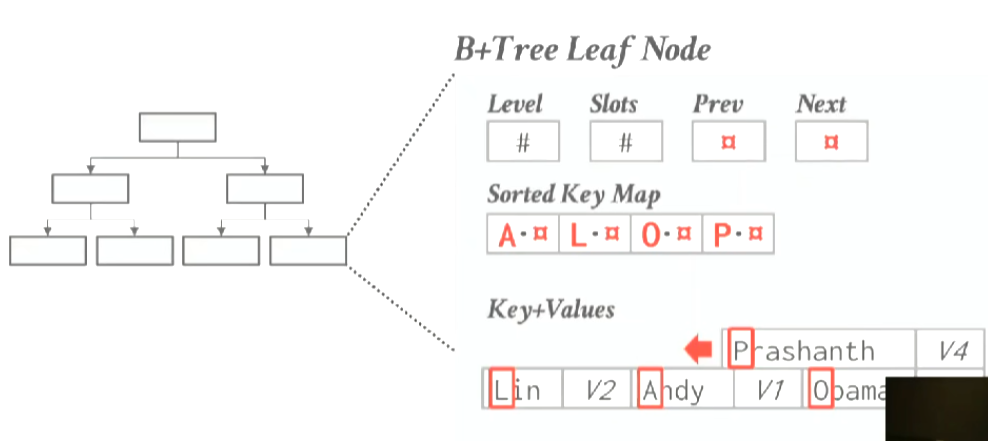 B+Tree Leaf Node
Level Slots Prev Next
# # ¤ ¤
Sorted Key Map
A·¤ L·¤ O·¤ P·¤
Key+Values
Prashanth V4
Lin V2 Andy V1 Obama